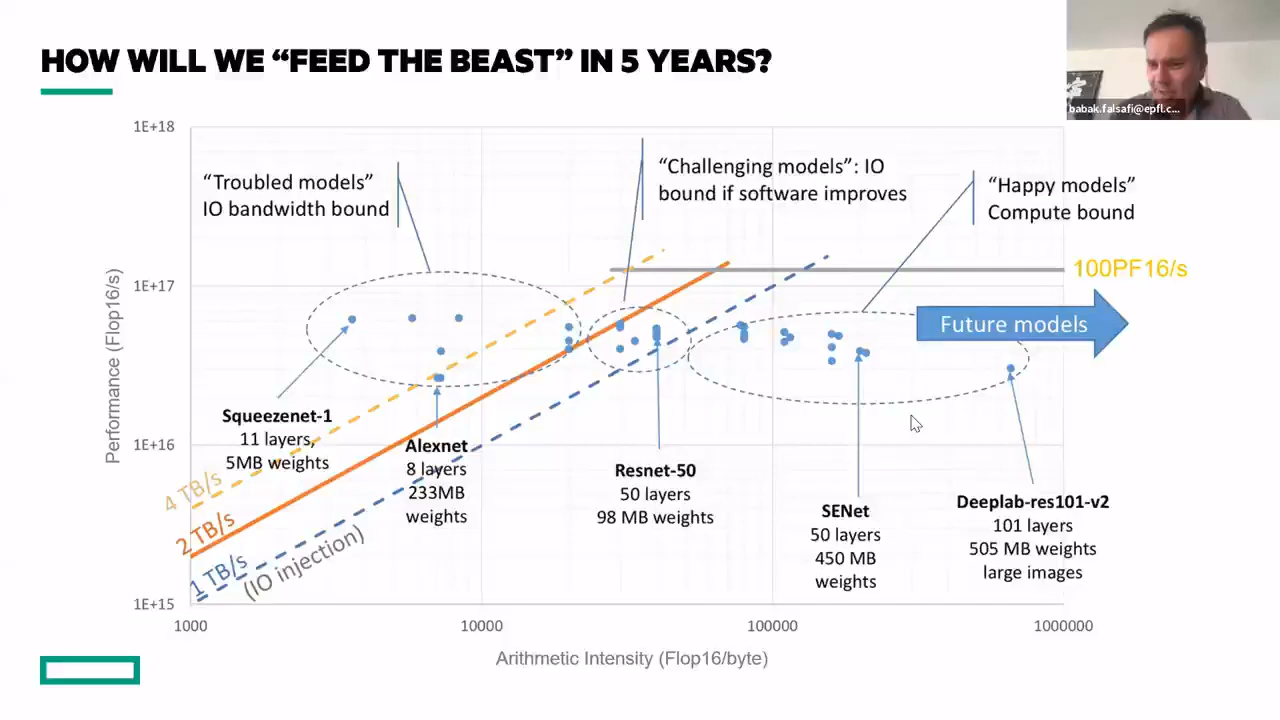 HOW WILL WE “FEED THE BEAST” IN 5 YEARS?
babak.falsafi@epfl.c...
1E+18
“Troubled models”
IO bandwidth bound
“Challenging models”: IO
bound if software improves
“Happy models”
Compute bound
100PF16/s
1E+17
Future models
Performance (Flop16/s)
Squeezenet-1
11 layers,
5MB weights
1E+16
Alexnet
8 layers
233MB
weights
Resnet-50
50 layers
98 MB weights
SENet
50 layers
450 MB
weights
Deeplab-res101-v2
101 layers
505 MB weights
large images
4 TB/s
2 TB/s
1 TB/s
(IO injection)
1E+15
1000
10000
100000
1000000
Arithmetic Intensity (Flop16/byte)